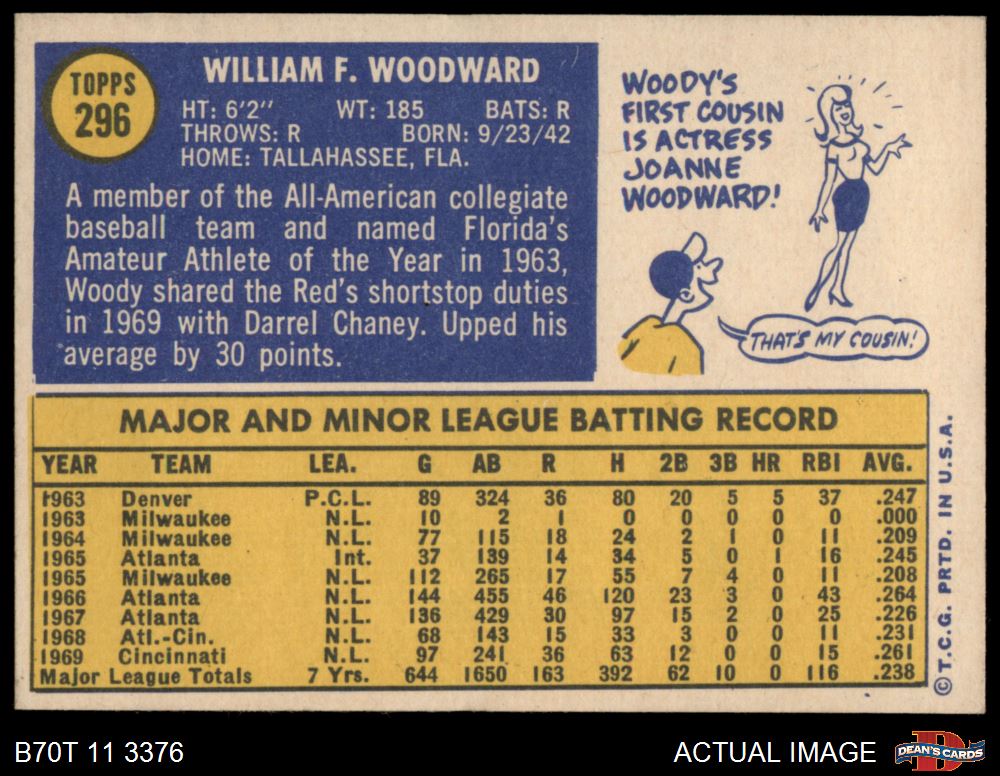 TOPPS
296
WILLIAM F. WOODWARD
HT: 6'2" WT: 185 BATS: R
THROWS: R BORN: 9/23/42
HOME: TALLAHASSEE, FLA.
A member of the All-American collegiate
baseball team and named Florida's
Amateur Athlete of the Year in 1963,
Woody shared the Red's shortstop duties
in 1969 with Darrel Chaney. Upped his
average by 30 points.
WOODY'S
FIRST COUSIN
IS ACTRESS
JOANNE
WOODWARD!
THAT'S MY COUSIN!
MAJOR AND MINOR LEAGUE BATTING RECORD
YEAR TEAM LEA. G AB R H 2B 3B HR RBI AVG.
1963 Denver P.C.L. 89 324 36 80 20 5 5 37 .247
1963 Milwaukee N.L. 10 2 1 0 0 0 0 0 .000
1964 Milwaukee N.L. 77 115 18 24 2 1 0 11 .209
1965 Atlanta Int. 37 139 14 34 5 0 1 16 .245
1965 Milwaukee N.L. 112 265 17 55 7 4 0 11 .208
1966 Atlanta N.L. 144 455 46 120 23 3 0 43 .264
1967 Atlanta N.L. 136 429 30 97 15 2 0 25 .226
1968 Atl.-Cin. N.L. 68 143 15 33 3 0 0 11 .231
1969 Cincinnati N.L. 97 241 36 63 12 0 0 15 .261
Major League Totals 7 Yrs. 644 1650 163 392 62 10 0 116 .238
© T.C.G. PRTD. IN U.S.A.
B70T 11 3376
ACTUAL IMAGE
D
DEAN'S CARDS